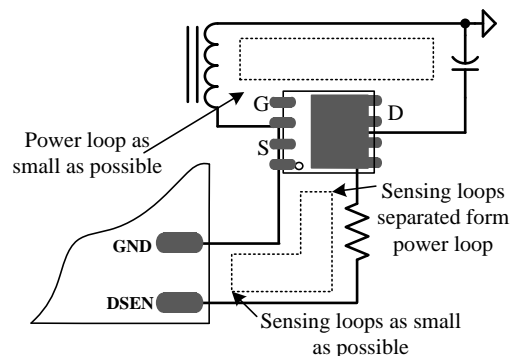 G
D
S
Power loop as
small as possible
Sensing loops
separated form
power loop
GND
DSEN
Sensing loops as small
as possible